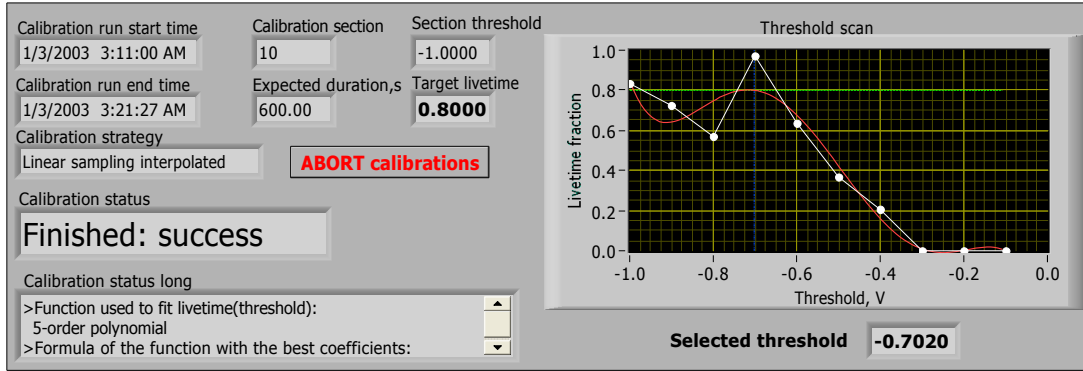 Calibration run start time
1/3/2003 3:11:00 AM
Calibration section
10
Section threshold
-1.0000
Calibration run end time
1/3/2003 3:21:27 AM
Expected duration,s
600.00
Target livetime
0.8000
Calibration strategy
Linear sampling interpolated
ABORT calibrations
Calibration status
Finished: success
Calibration status long
>Function used to fit livetime(threshold):
5-order polynomial
>Formula of the function with the best coefficients:
Threshold scan
Livetime fraction
1.0
0.8
0.6
0.4
0.2
0.0
-1.0 -0.8 -0.6 -0.4 -0.2 0.0
Threshold, V
Selected threshold -0.7020